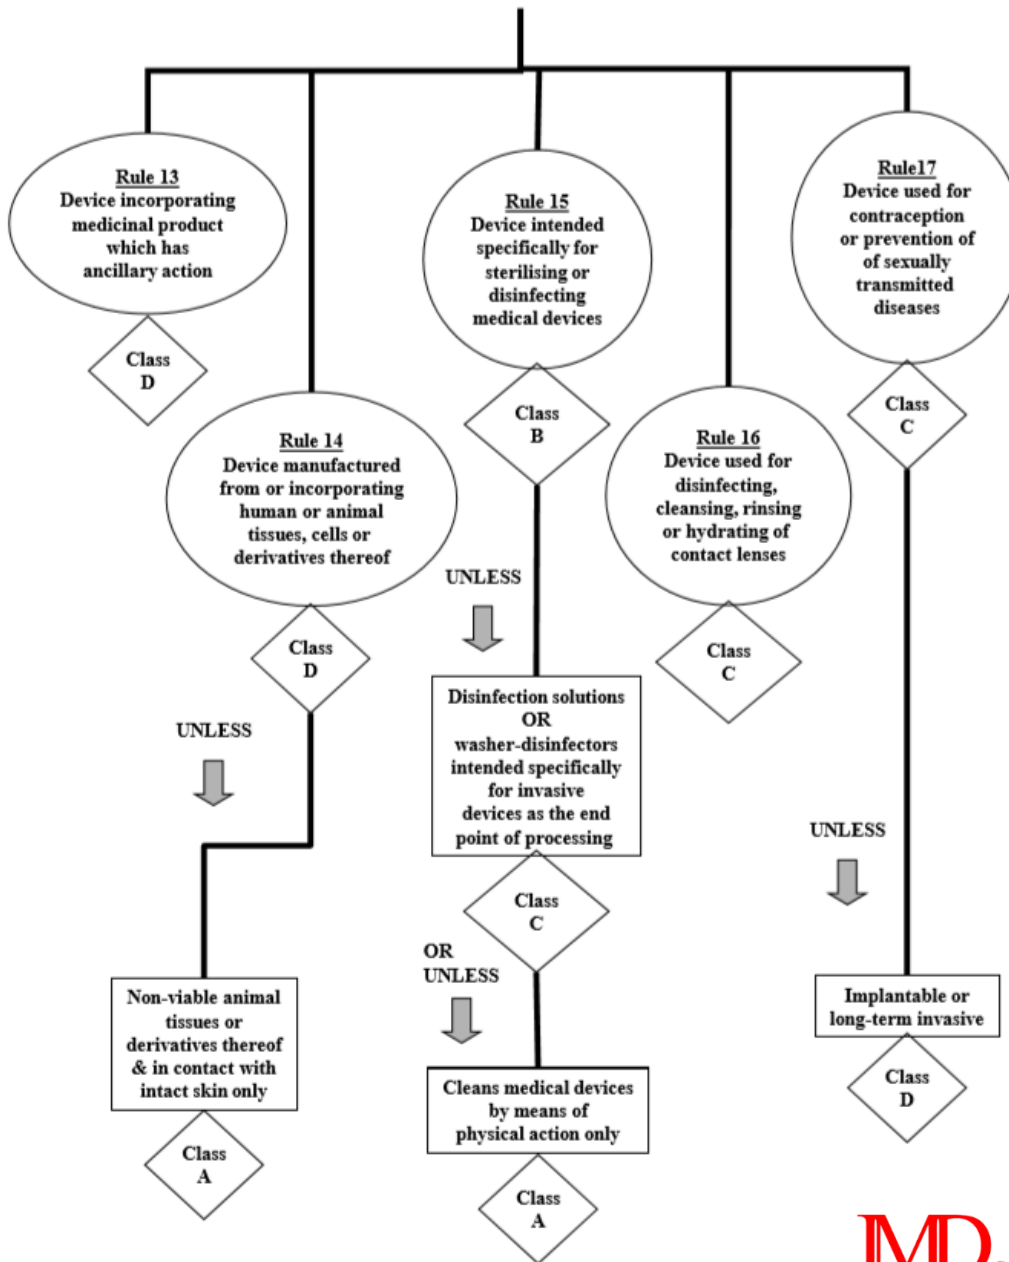 Rule 13
Device incorporating
medicinal product
which has
ancillary action
Class
D
Rule 14
Device manufactured
from or incorporating
human or animal
tissues, cells or
derivatives thereof
Class
D
UNLESS
Non-viable animal
tissues or
derivatives thereof
& in contact with
intact skin only
Class
A
Rule 15
Device intended
specifically for
sterilising or
disinfecting
medical devices
Class
B
UNLESS
Disinfection solutions
OR
washer-disinfectors
intended specifically
for invasive
devices as the end
point of processing
Class
C
OR
UNLESS
Cleans medical devices
by means of
physical action only
Class
A
Rule 16
Device used for
disinfecting,
cleansing, rinsing
or hydrating of
contact lenses
Class
C
Rule17
Device used for
contraception
or prevention of
of sexually
transmitted
diseases
Class
C
UNLESS
Implantable or
long-term invasive
Class
D